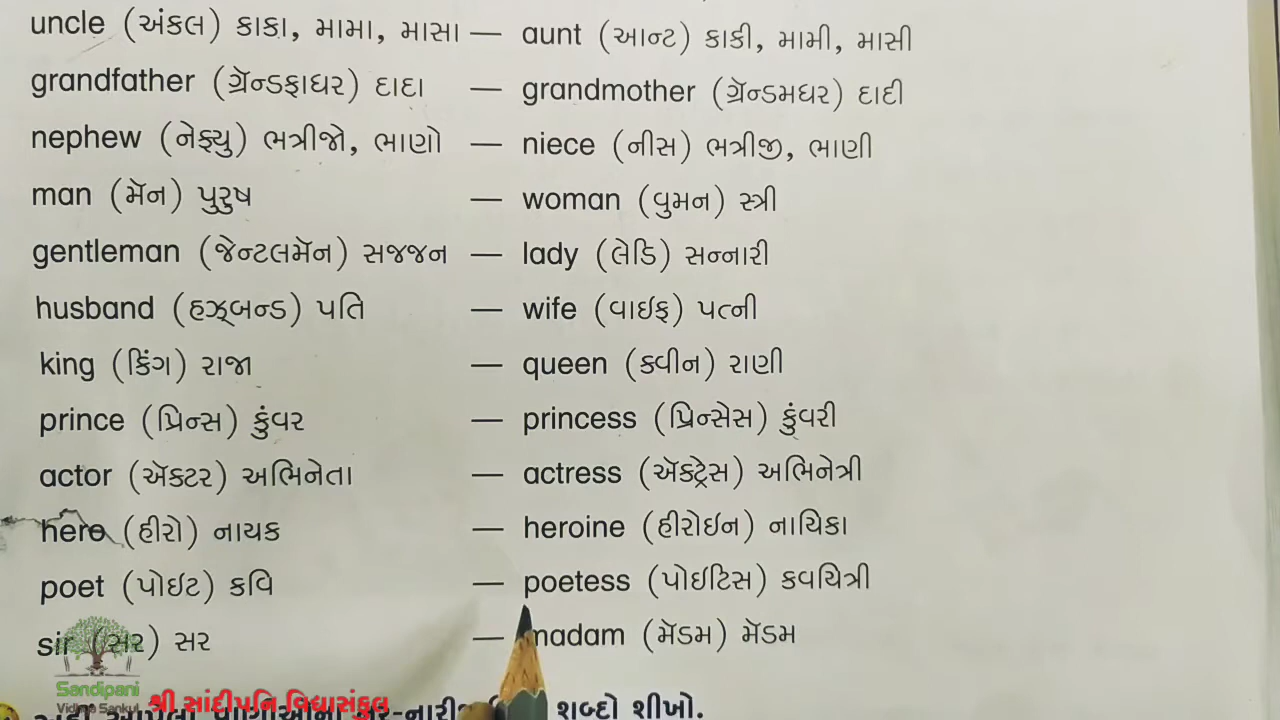 uncle (અંકલ) કાકા, મામા, માસા — aunt (આન્ટ) કાકી, મામી, માસી
grandfather (ગ્રૅન્ડફાધર) દાદા — grandmother (ગ્રૅન્ડમધર) દાદી
nephew (નેફ્યુ) ભત્રીજો, ભાણો — niece (નીસ) ભત્રીજી, ભાણી
man (મૅન) પુરુષ — woman (વુમન) સ્ત્રી
gentleman (જેન્ટલમૅન) સજ્જન — lady (લેડિ) સન્નારી
husband (હઝ્બન્ડ) પતિ — wife (વાઇફ) પત્ની
king (કિંગ) રાજા — queen (ક્વીન) રાણી
prince (પ્રિન્સ) કુંવર — princess (પ્રિન્સેસ) કુંવરી
actor (ઍક્ટર) અભિનેતા — actress (ઍક્ટ્રેસ) અભિનેત્રી
hero (હીરો) નાયક — heroine (હીરોઇન) નાયિકા
poet (પોઇટ) કવિ — poetess (પોઇટિસ) કવયિત્રી
sir (સર) સર — madam (મૅડમ) મૅડમ
Sandipani
Vidhya Sankul શ્રી સાંદીપનિ વિદ્યાસંકુલ
શબ્દો શીખો.